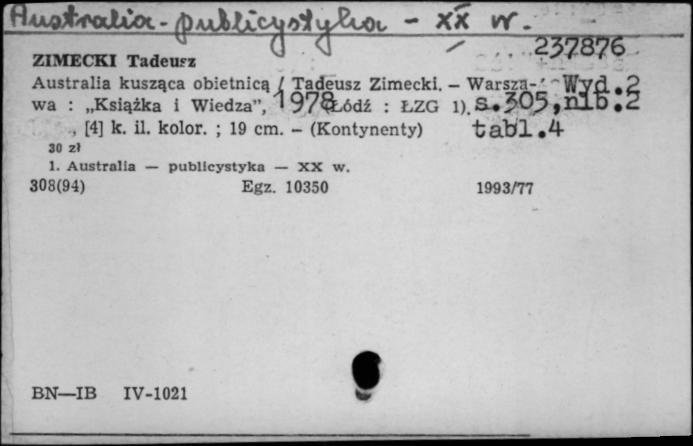 Australia - publicystyka - XX w.
237876
ZIMECKI Tadeusz
Australia kusząca obietnicą / Tadeusz Zimecki. – Warsza- Wyd.2
wa : „Książka i Wiedza”, 1978 (Łódź : ŁZG 1). s.305,nlb.2
, [4] k. il. kolor. ; 19 cm. – (Kontynenty) tabl.4
30 zł
1. Australia — publicystyka — XX w.
308(94) Egz. 10350 1993/77
BN—IB IV-1021